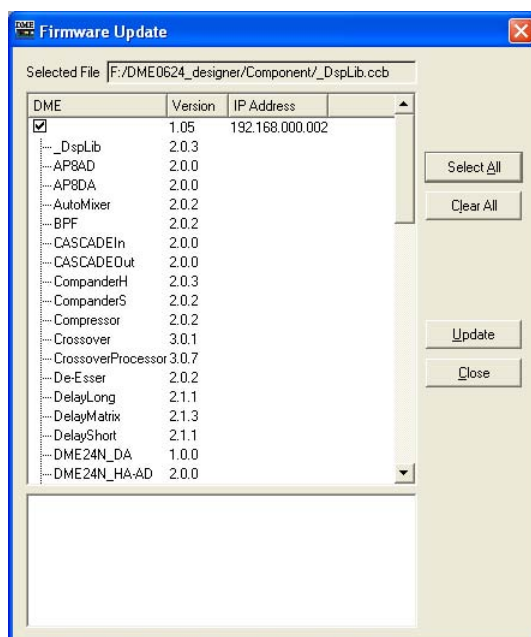 DME Firmware Update
Selected File F:/DME0624_designer/Component/_DspLib.ccb
DME Version IP Address
1.05 192.168.000.002
_DspLib 2.0.3
AP8AD 2.0.0
AP8DA 2.0.0
AutoMixer 2.0.2
BPF 2.0.2
CASCADEIn 2.0.0
CASCADEOut 2.0.0
CompanderH 2.0.3
CompanderS 2.0.2
Compressor 2.0.2
Crossover 3.0.1
CrossoverProcessor 3.0.7
De-Esser 2.0.2
DelayLong 2.1.1
DelayMatrix 2.1.3
DelayShort 2.1.1
DME24N_DA 1.0.0
DME24N_HA-AD 2.0.0
Select All
Clear All
Update
Close